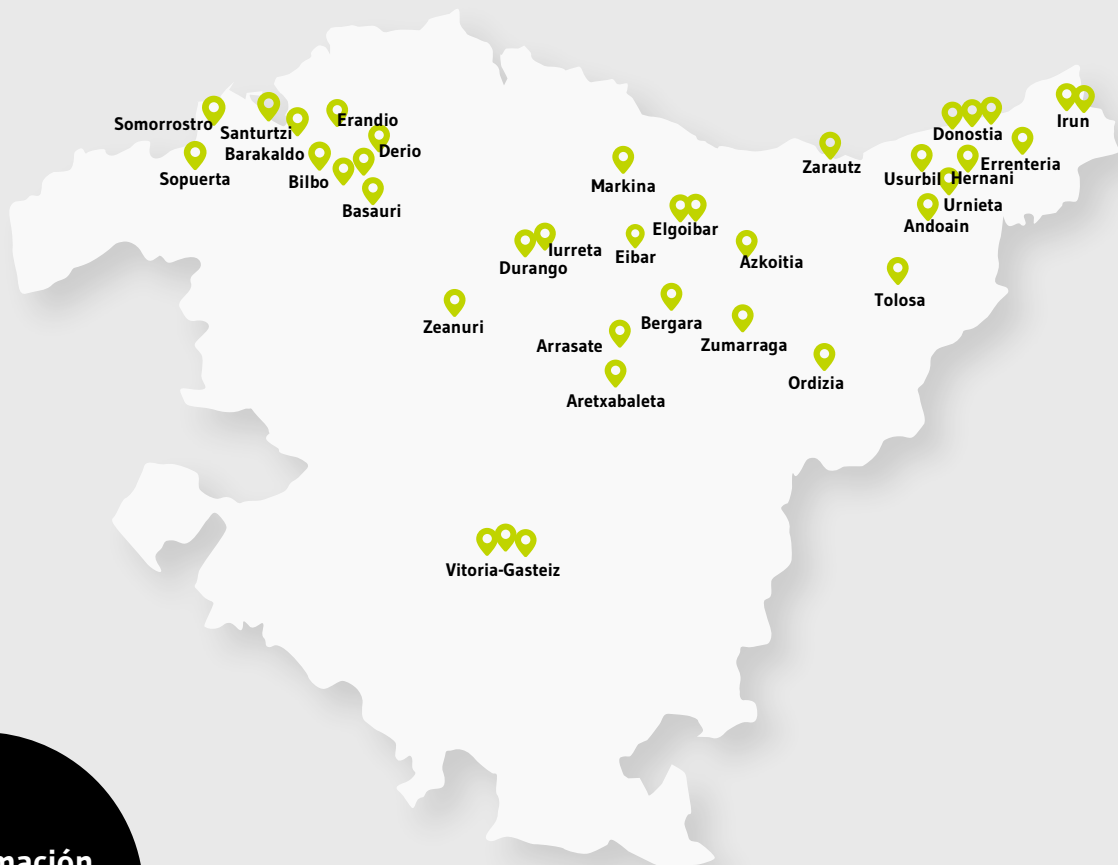 Somorrostro
Santurtzi
Erandio
Barakaldo
Derio
Sopuerta
Bilbo
Basauri
Markina
Zarautz
Donostia
Irun
Errenteria
Usurbil
Hernani
Urnieta
Andoain
Elgoibar
Iurreta
Eibar
Azkoitia
Durango
Tolosa
Zeanuri
Bergara
Arrasate
Zumarraga
Ordizia
Aretxabaleta
Vitoria-Gasteiz
mación